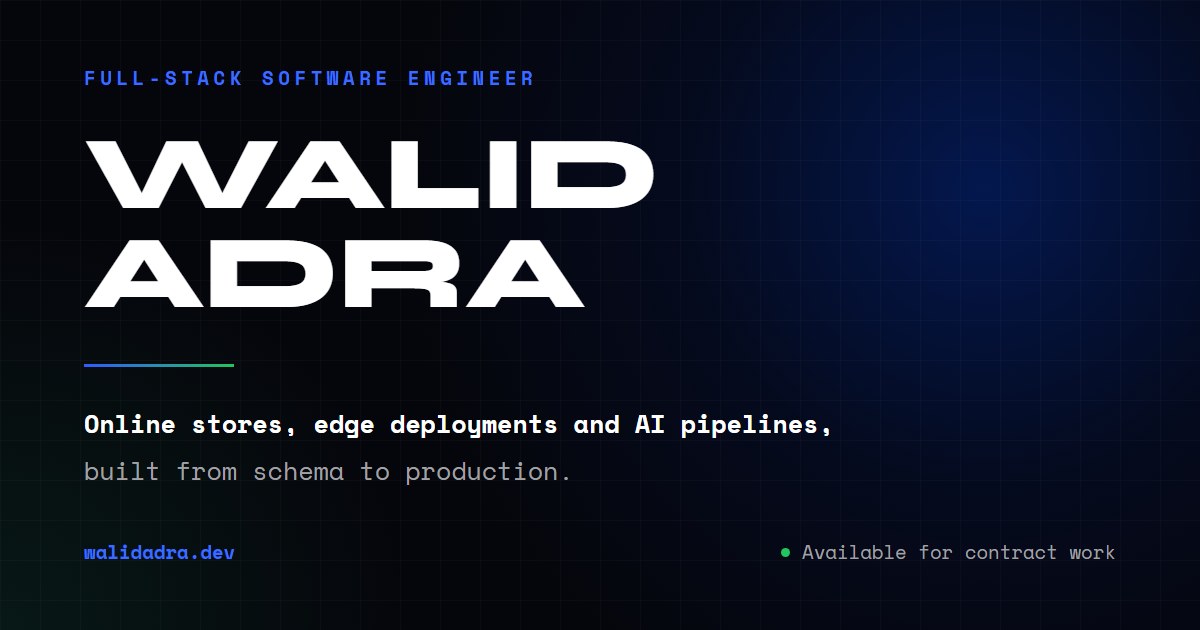 FULL-STACK SOFTWARE ENGINEER
WALID
ADRA
Online stores, edge deployments and AI pipelines,
built from schema to production.
walidadra.dev
Available for contract work